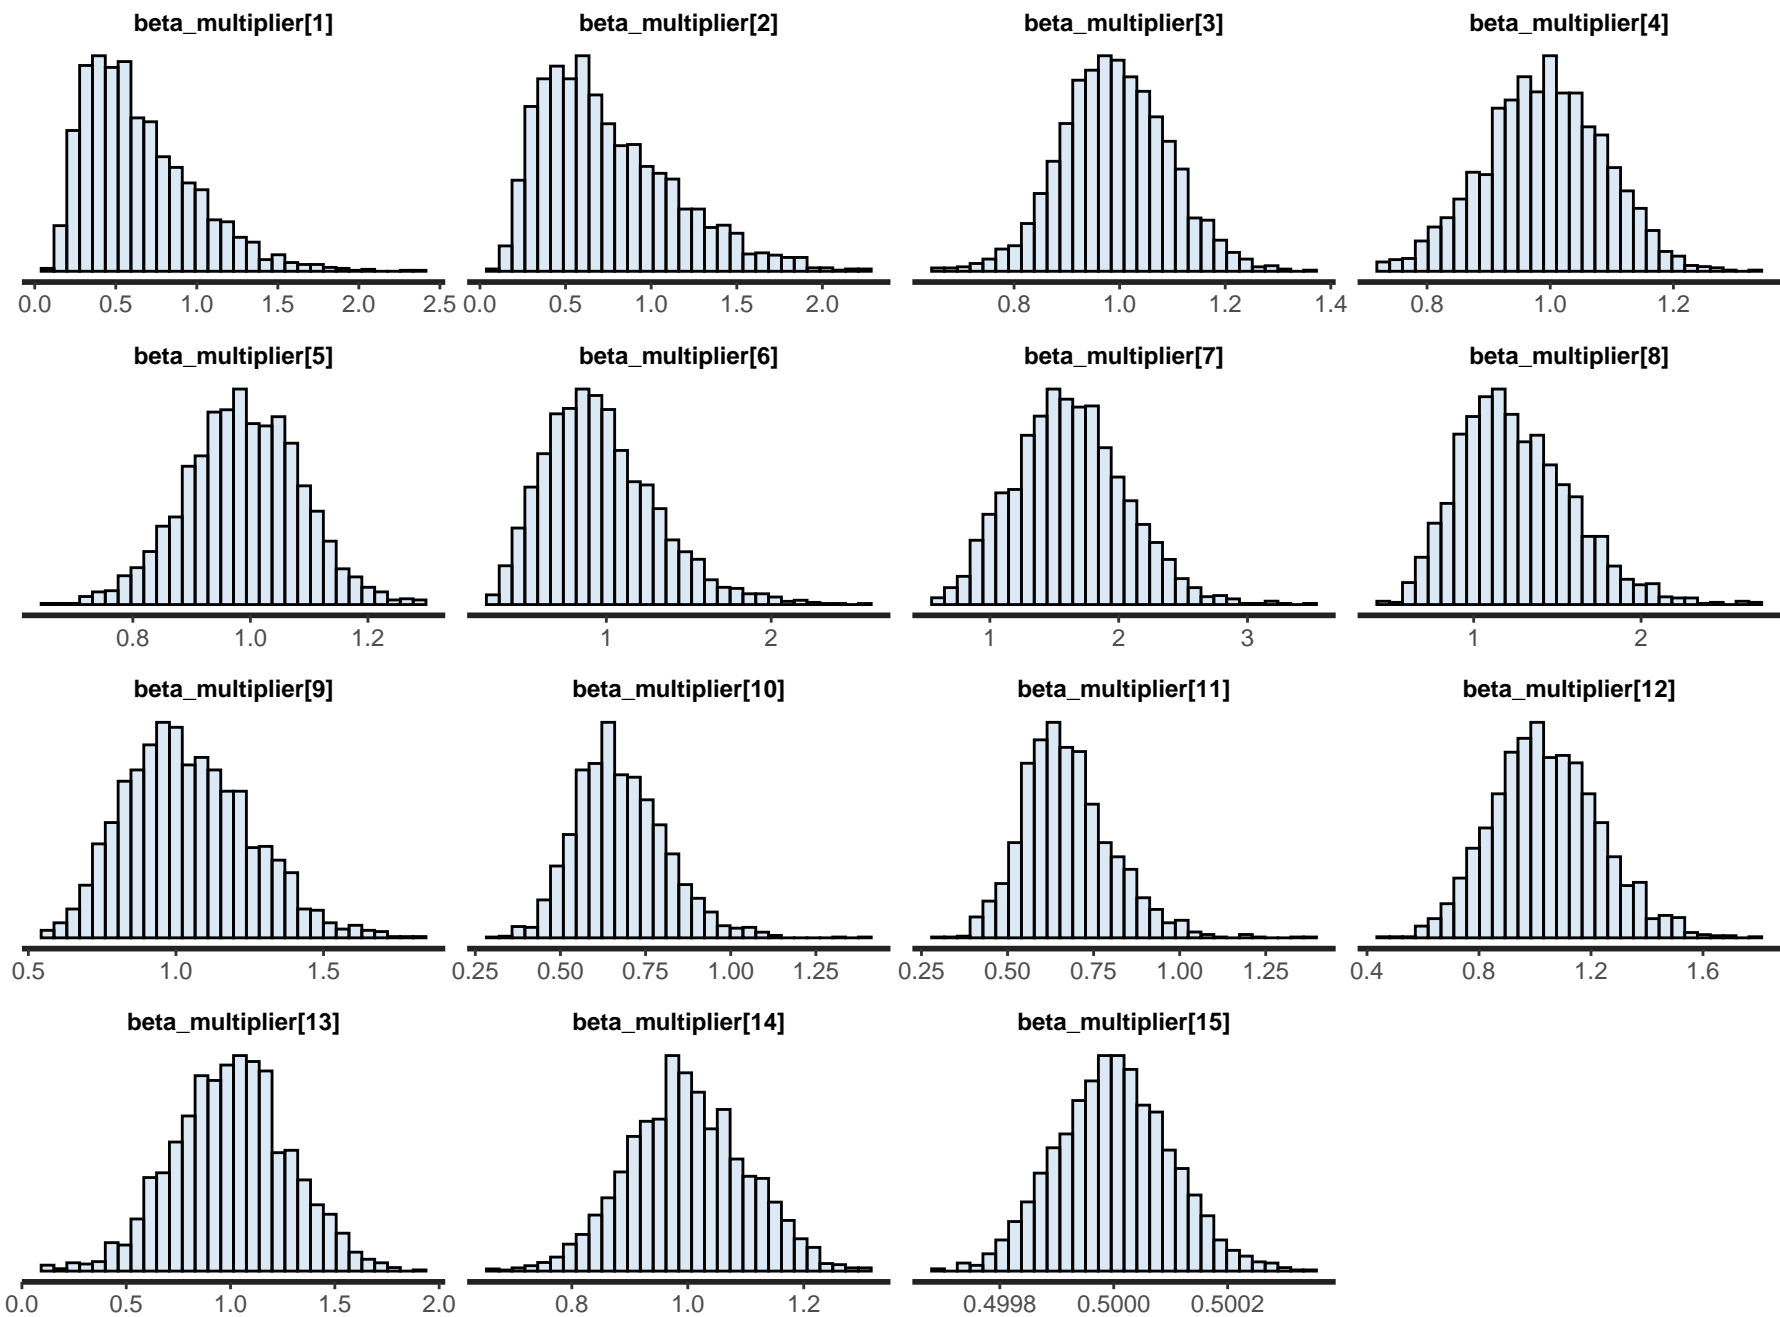 beta_multiplier[1] beta_multiplier[2] beta_multiplier[3] beta_multiplier[4]
0.0 0.5 1.0 1.5 2.0 2.5 0.0 0.5 1.0 1.5 2.0 0.8 1.0 1.2 1.4 0.8 1.0 1.2
beta_multiplier[5] beta_multiplier[6] beta_multiplier[7] beta_multiplier[8]
0.8 1.0 1.2 1 2 1 2 3 1 2
beta_multiplier[9] beta_multiplier[10] beta_multiplier[11] beta_multiplier[12]
0.5 1.0 1.5 0.25 0.50 0.75 1.00 1.25 0.25 0.50 0.75 1.00 1.25 0.4 0.8 1.2 1.6
beta_multiplier[13] beta_multiplier[14] beta_multiplier[15]
0.0 0.5 1.0 1.5 2.0 0.8 1.0 1.2 0.4998 0.5000 0.5002